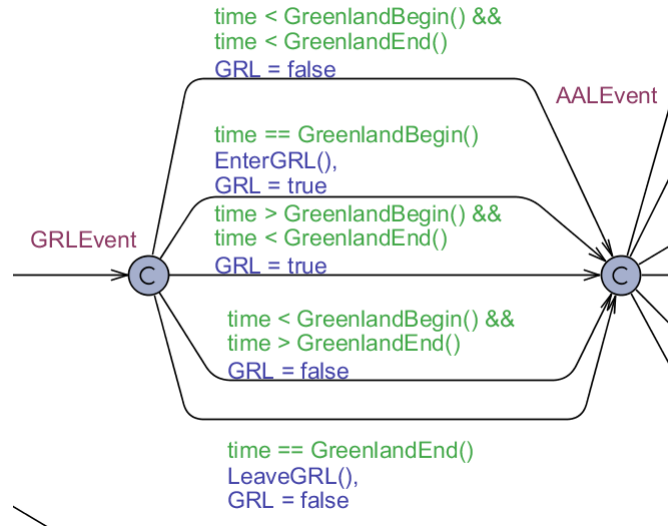 time < GreenlandBegin() &&
time < GreenlandEnd()
GRL = false
AALEvent
time == GreenlandBegin()
EnterGRL(),
GRL = true
time > GreenlandBegin() &&
time < GreenlandEnd()
GRL = true
GRLEvent
C
C
time < GreenlandBegin() &&
time > GreenlandEnd()
GRL = false
time == GreenlandEnd()
LeaveGRL(),
GRL = false